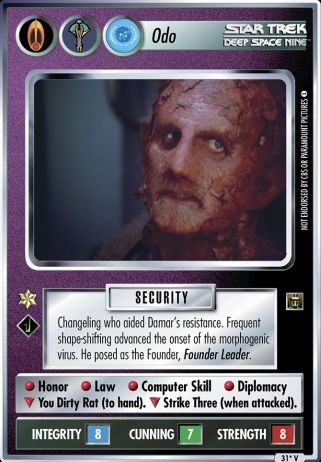 Odo
STAR TREK
DEEP SPACE NINE
NOT ENDORSED BY CBS OR PARAMOUNT PICTURES
SECURITY
Changeling who aided Damar's resistance. Frequent
shape-shifting advanced the onset of the morphogenic
virus. He posed as the Founder, Founder Leader.
Honor Law Computer Skill Diplomacy
You Dirty Rat (to hand). Strike Three (when attacked).
INTEGRITY 8 CUNNING 7 STRENGTH 8
31* V